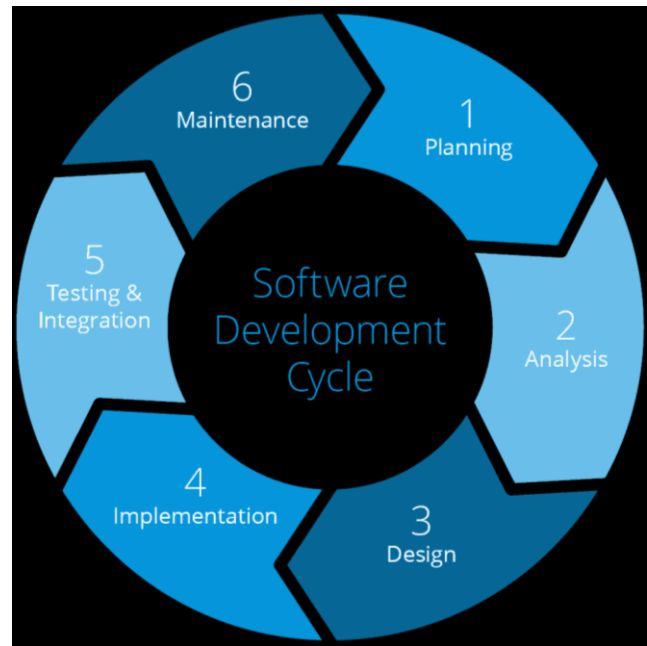 Software
Development
Cycle
1
Planning
2
Analysis
3
Design
4
Implementation
5
Testing &
Integration
6
Maintenance